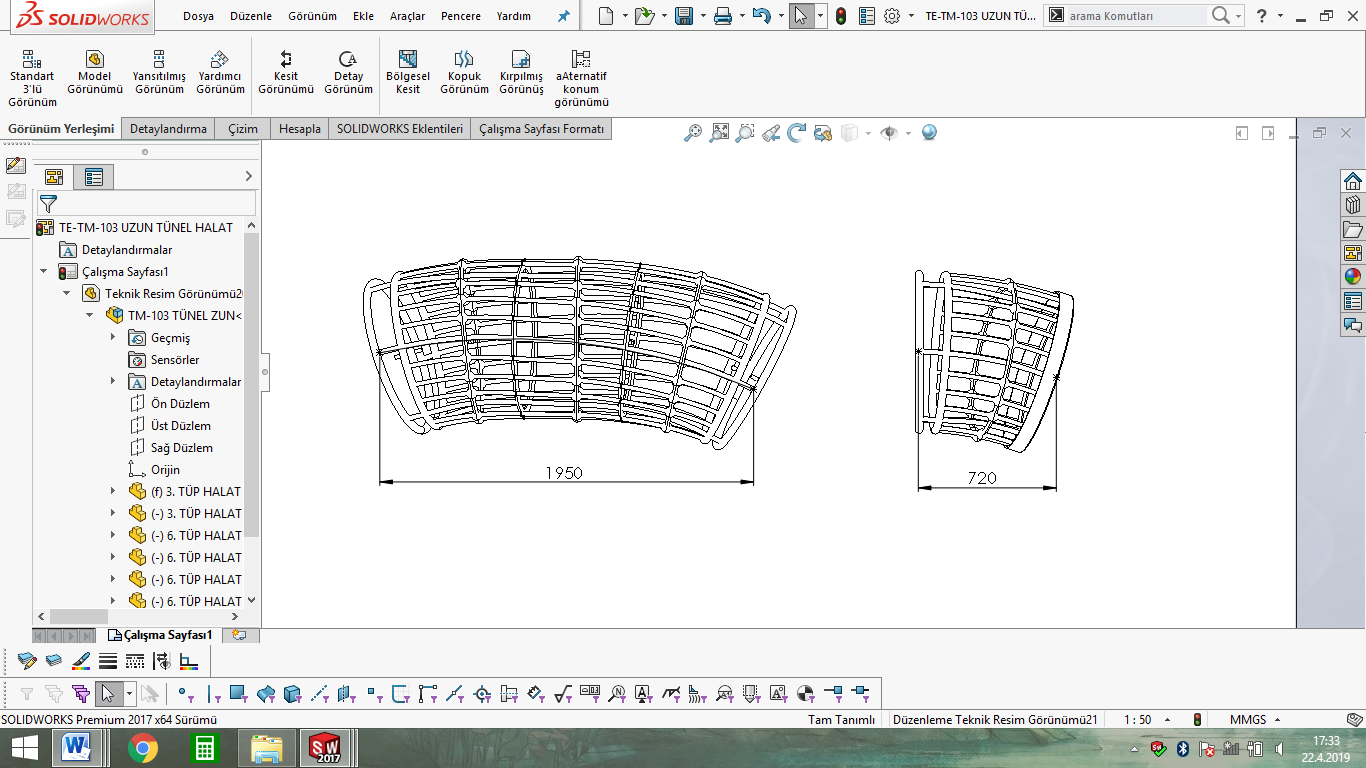 SOLIDWORKS
Dosya Düzenle Görünüm Ekle Araçlar Pencere Yardım
TE-TM-103 UZUN TÜ...
arama Komutları
Standart 3'lü Görünüm
Model Görünümü
Yansıtılmış Görünüm
Yardımcı Görünüm
Kesit Görünümü
Detay Görünüm
Bölgesel Kesit
Kopuk Görünüm
Kırpılmış Görünüş
aAternatif konum görünümü
Görünüm Yerleşimi Detaylandırma Çizim Hesapla SOLIDWORKS Eklentileri Çalışma Sayfası Formatı
TE-TM-103 UZUN TÜNEL HALAT
Detaylandırmalar
Çalışma Sayfası1
Teknik Resim Görünümü2
TM-103 TÜNEL ZUN<
Geçmiş
Sensörler
Detaylandırmalar
Ön Düzlem
Üst Düzlem
Sağ Düzlem
Orijin
(f) 3. TÜP HALAT
(-) 3. TÜP HALAT
(-) 6. TÜP HALAT
(-) 6. TÜP HALAT
(-) 6. TÜP HALAT
(-) 6. TÜP HALAT
1950
720
Çalışma Sayfası1
SOLIDWORKS Premium 2017 x64 Sürümü
Tam Tanımlı
Düzenleme Teknik Resim Görünümü21
1 : 50
MMGS
SW 2017
17:33
22.4.2019